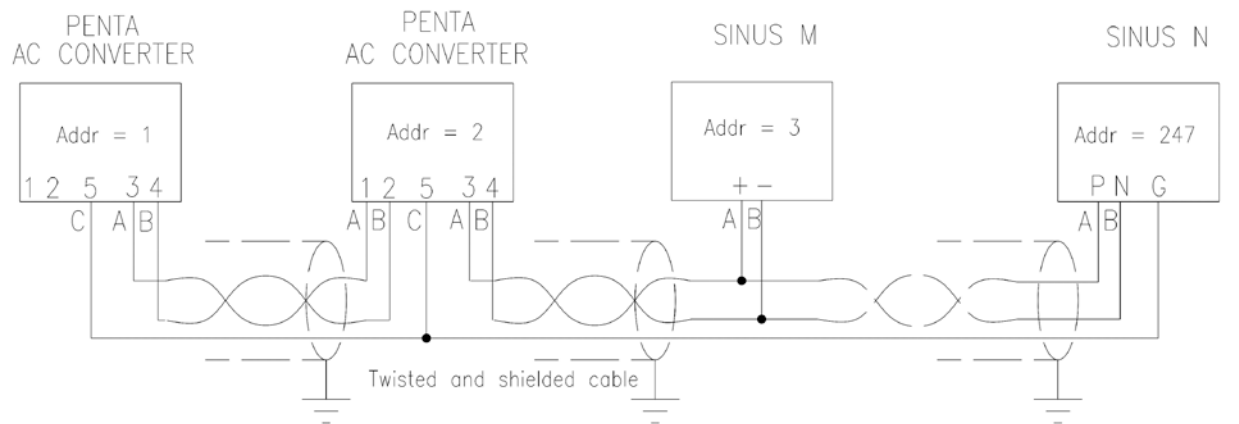 PENTA
AC CONVERTER
PENTA
AC CONVERTER
SINUS M
SINUS N
Addr = 1
Addr = 2
Addr = 3
Addr = 247
1 2 5 3 4
1 2 5 3 4
+ -
P N G
C A B
A B C A B
A B
A B
Twisted and shielded cable